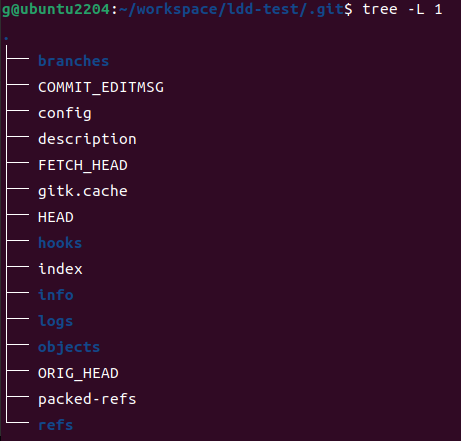 g@ubuntu2204:~/workspace/ldd-test/.git$ tree -L 1
.
├── branches
├── COMMIT_EDITMSG
├── config
├── description
├── FETCH_HEAD
├── gitk.cache
├── HEAD
├── hooks
├── index
├── info
├── logs
├── objects
├── ORIG_HEAD
├── packed-refs
└── refs